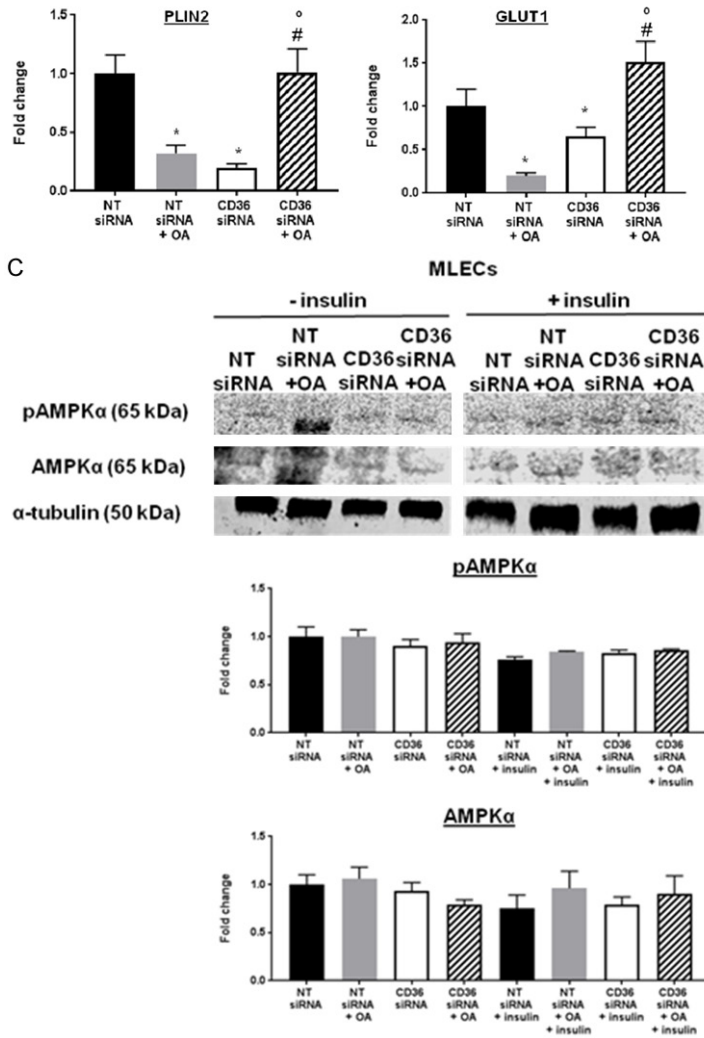 PLIN2
Fold change
1.5
1.0
0.5
0.0
*
*
°
#
NT
siRNA
NT
siRNA
+ OA
CD36
siRNA
CD36
siRNA
+ OA
GLUT1
Fold change
2.0
1.5
1.0
0.5
0.0
*
*
°
#
NT
siRNA
NT
siRNA
+ OA
CD36
siRNA
CD36
siRNA
+ OA
C
MLECs
- insulin
+ insulin
NT
siRNA
NT
siRNA
+OA
CD36
siRNA
CD36
siRNA
+OA
NT
siRNA
NT
siRNA
+OA
CD36
siRNA
CD36
siRNA
+OA
pAMPKα (65 kDa)
AMPKα (65 kDa)
α-tubulin (50 kDa)
pAMPKα
Fold change
1.5
1.0
0.5
0.0
NT
siRNA
NT
siRNA
+ OA
CD36
siRNA
CD36
siRNA
+ OA
NT
siRNA
+ insulin
NT
siRNA
+ OA
+ insulin
CD36
siRNA
+ insulin
CD36
siRNA
+ OA
+ insulin
AMPKα
Fold change
1.5
1.0
0.5
0.0
NT
siRNA
NT
siRNA
+ OA
CD36
siRNA
CD36
siRNA
+ OA
NT
siRNA
+ insulin
NT
siRNA
+ OA
+ insulin
CD36
siRNA
+ insulin
CD36
siRNA
+ OA
+ insulin